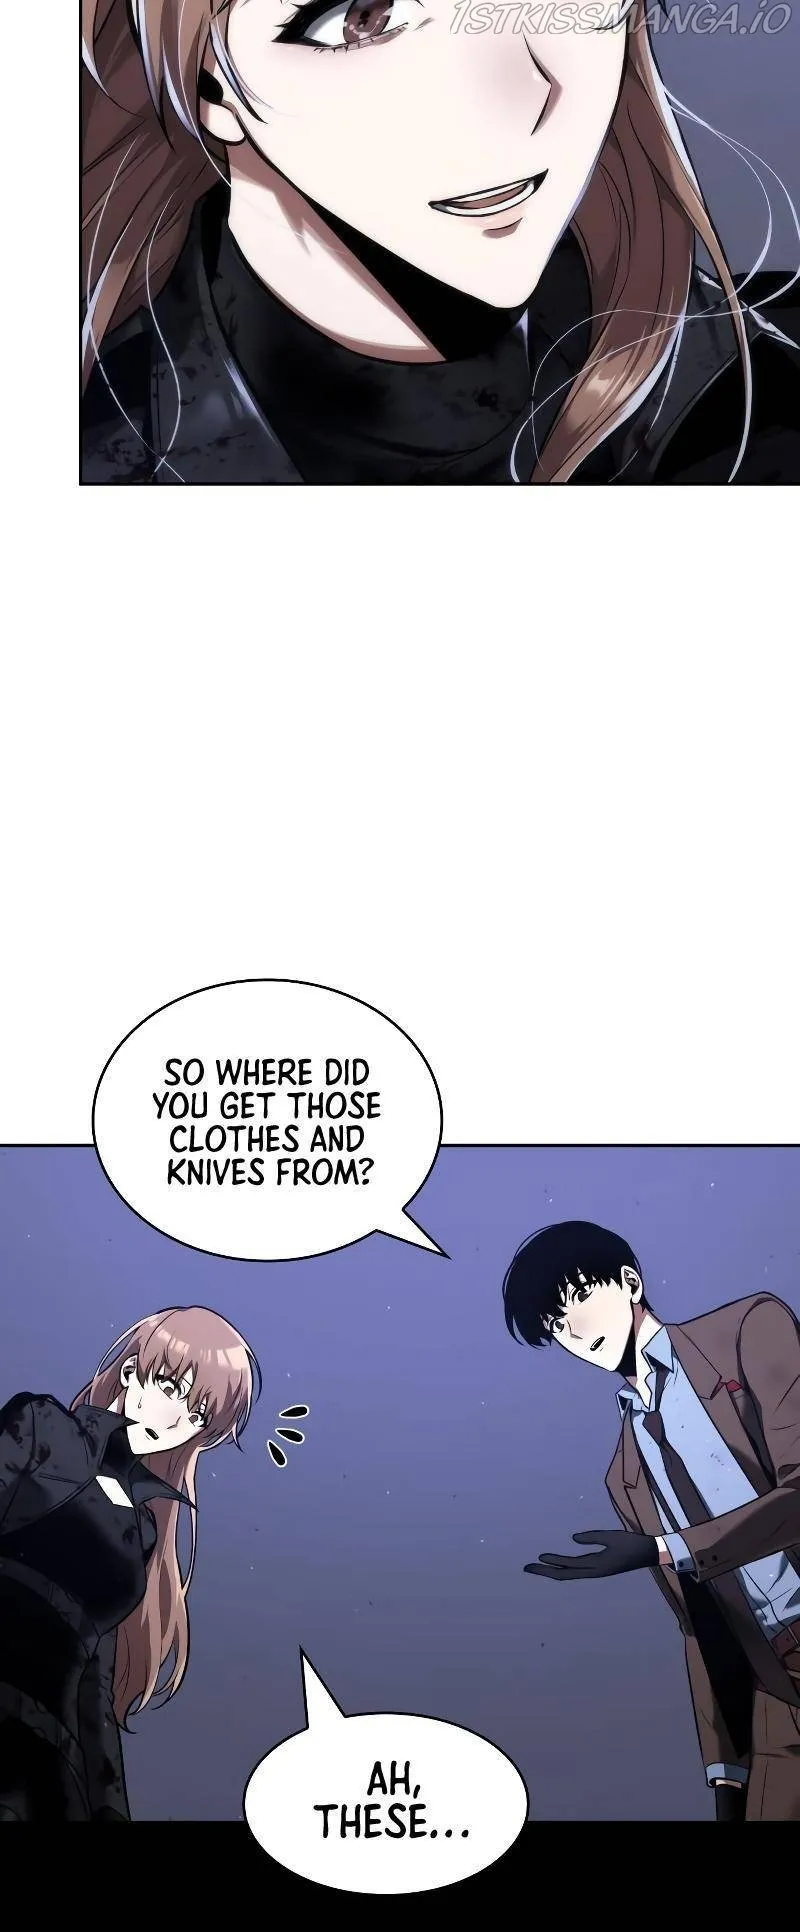 1STKISSMANGA.IO
SO WHERE DID
YOU GET THOSE
CLOTHES AND
KNIVES FROM?
AH,
THESE...